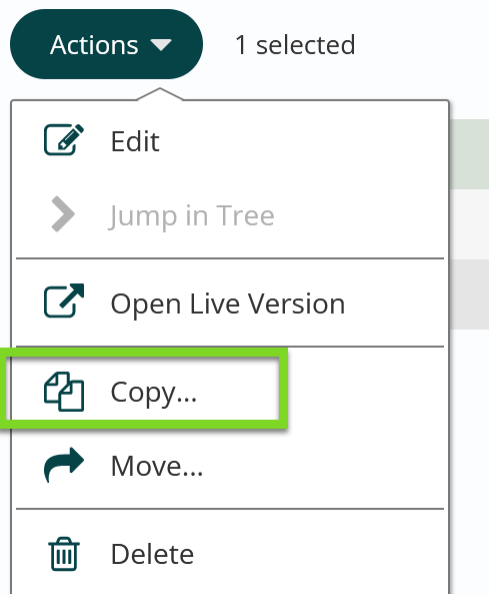 Actions 1 selected
Edit
Jump in Tree
Open Live Version
Copy...
Move...
Delete